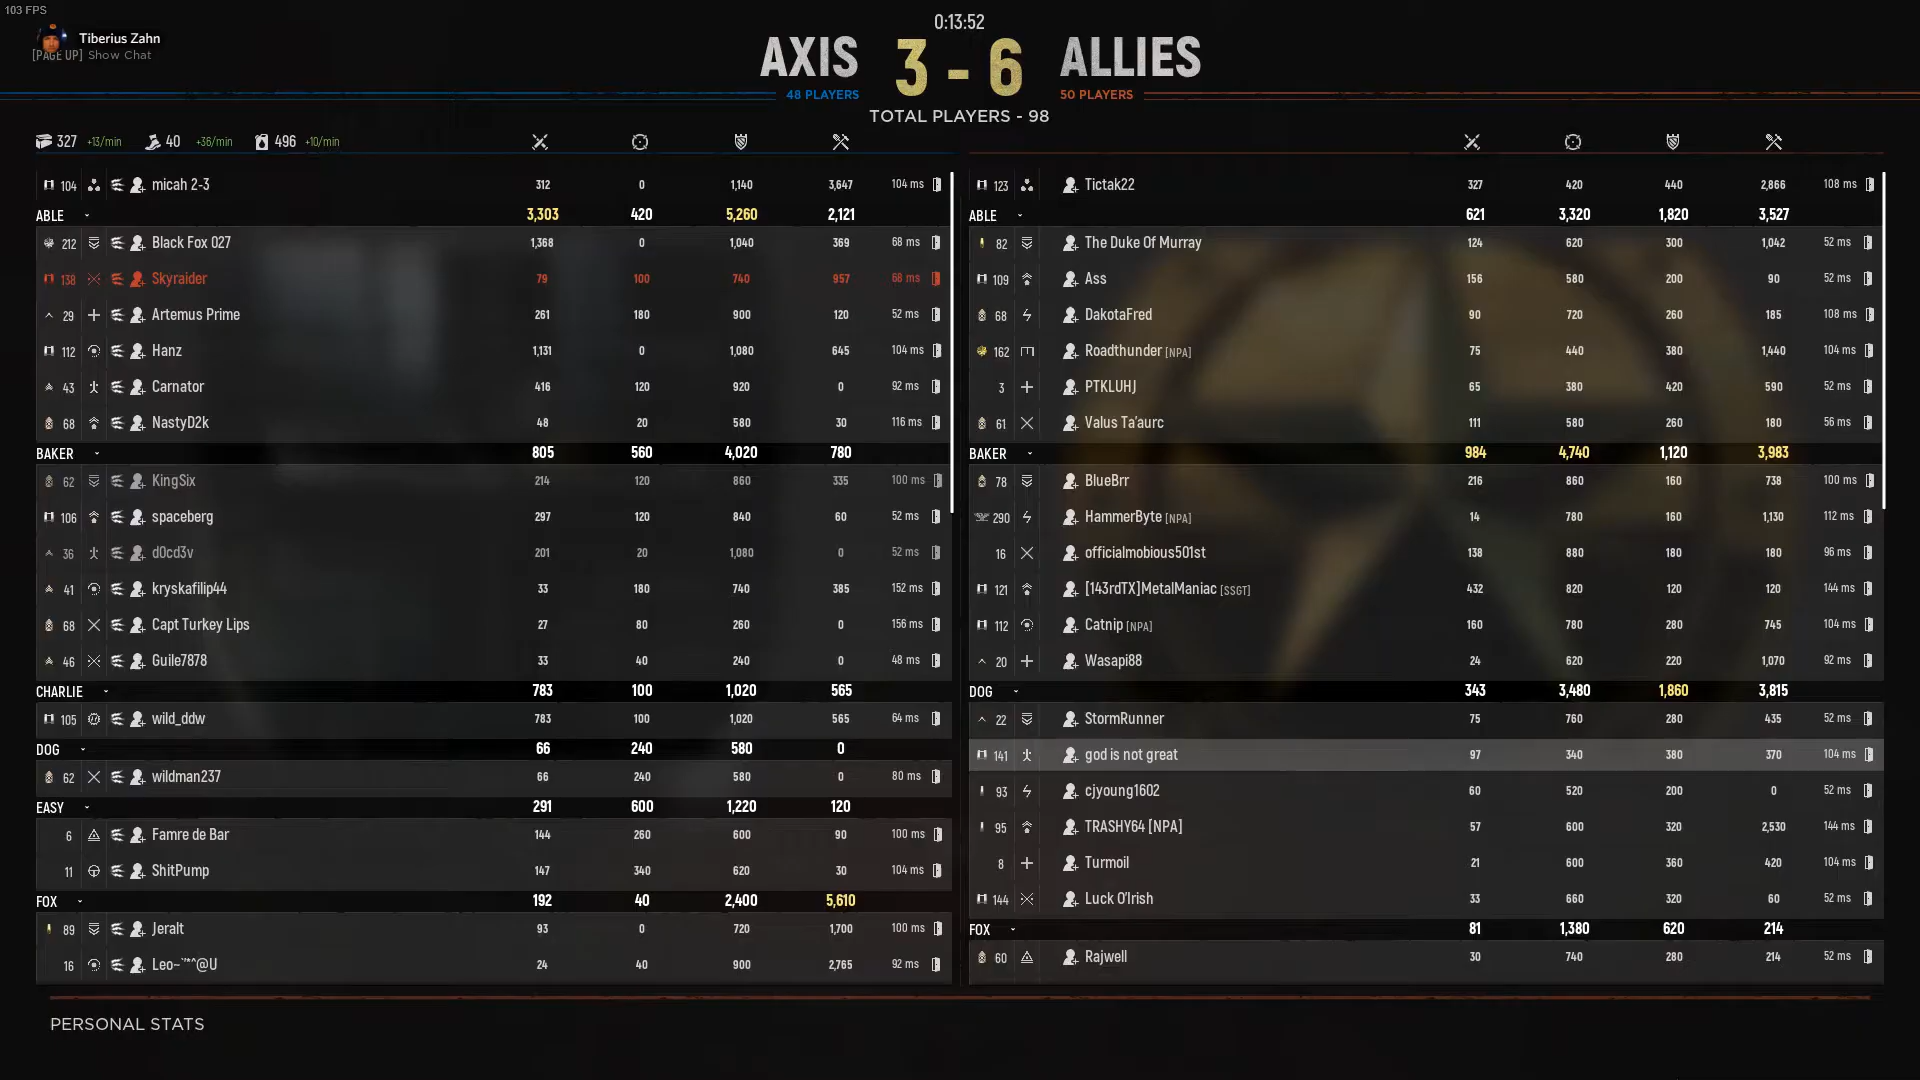 103 FPS
Tiberius Zahn
[PAGE UP] Show Chat
0:13:52
AXIS 3 - 6 ALLIES
48 PLAYERS 50 PLAYERS
TOTAL PLAYERS - 98
327 +13/min 40 +36/min 496 +10/min
104 micah 2-3 312 0 1,140 3,647 104 ms
ABLE 3,303 420 5,260 2,121
212 Black Fox 027 1,368 0 1,040 369 68 ms
138 Skyraider 79 100 740 957 68 ms
29 Artemus Prime 261 180 900 120 52 ms
112 Hanz 1,131 0 1,080 645 104 ms
43 Carnator 416 120 920 0 92 ms
68 NastyD2k 48 20 580 30 116 ms
BAKER 805 560 4,020 780
62 KingSix 214 120 860 335 100 ms
106 spaceberg 297 120 840 60 52 ms
36 d0cd3v 201 20 1,080 0 52 ms
41 kryskafilip44 33 180 740 385 152 ms
68 Capt Turkey Lips 27 80 260 0 156 ms
46 Guile7878 33 40 240 0 48 ms
CHARLIE 783 100 1,020 565
105 wild_ddw 783 100 1,020 565 64 ms
DOG 66 240 580 0
62 wildman237 66 240 580 0 80 ms
EASY 291 600 1,220 120
6 Famre de Bar 144 260 600 90 100 ms
11 ShitPump 147 340 620 30 104 ms
FOX 192 40 2,400 5,610
89 Jeralt 93 0 720 1,700 100 ms
16 Leo~`'*^@U 24 40 900 2,765 92 ms
123 Tictak22 327 420 440 2,866 108 ms
ABLE 621 3,320 1,820 3,527
82 The Duke Of Murray 124 620 300 1,042 52 ms
109 Ass 156 580 200 90 52 ms
68 DakotaFred 90 720 260 185 108 ms
162 Roadthunder [NPA] 75 440 380 1,440 104 ms
3 PTKLUHJ 65 380 420 590 52 ms
61 Valus Ta'aurc 111 580 260 180 56 ms
BAKER 984 4,740 1,120 3,983
78 BlueBrr 216 860 160 738 100 ms
290 HammerByte [NPA] 14 780 160 1,130 112 ms
16 officialmobious501st 138 880 180 180 96 ms
121 [143rdTX]MetalManiac [SSGT] 432 820 120 120 144 ms
112 Catnip [NPA] 160 780 280 745 104 ms
20 Wasapi88 24 620 220 1,070 92 ms
DOG 343 3,480 1,860 3,815
22 StormRunner 75 760 280 435 52 ms
141 god is not great 97 340 380 370 104 ms
93 cjyoung1602 60 520 200 0 52 ms
95 TRASHY64 [NPA] 57 600 320 2,530 144 ms
8 Turmoil 21 600 360 420 104 ms
144 Luck O'Irish 33 660 320 60 52 ms
FOX 81 1,380 620 214
60 Rajwell 30 740 280 214 52 ms
PERSONAL STATS